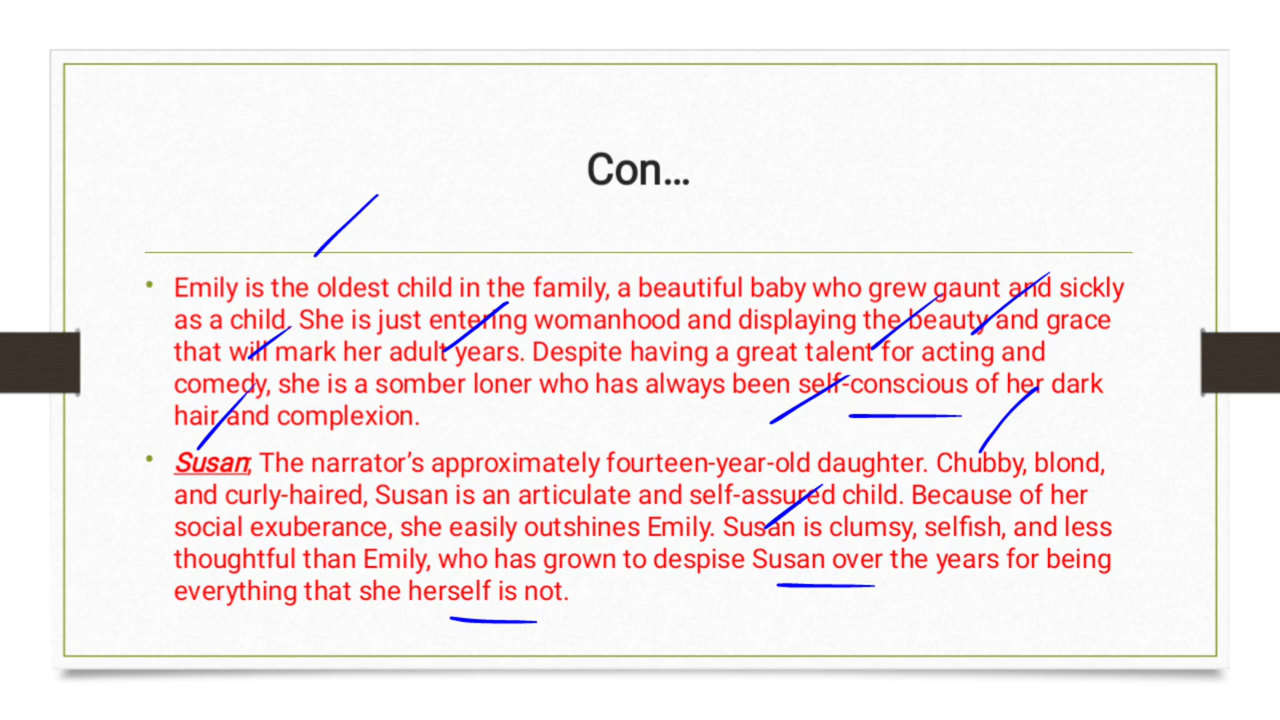 Con...
• Emily is the oldest child in the family, a beautiful baby who grew gaunt and sickly
as a child. She is just entering womanhood and displaying the beauty and grace
that will mark her adult years. Despite having a great talent for acting and
comedy, she is a somber loner who has always been self-conscious of her dark
hair and complexion.
• Susan; The narrator’s approximately fourteen-year-old daughter. Chubby, blond,
and curly-haired, Susan is an articulate and self-assured child. Because of her
social exuberance, she easily outshines Emily. Susan is clumsy, selfish, and less
thoughtful than Emily, who has grown to despise Susan over the years for being
everything that she herself is not.